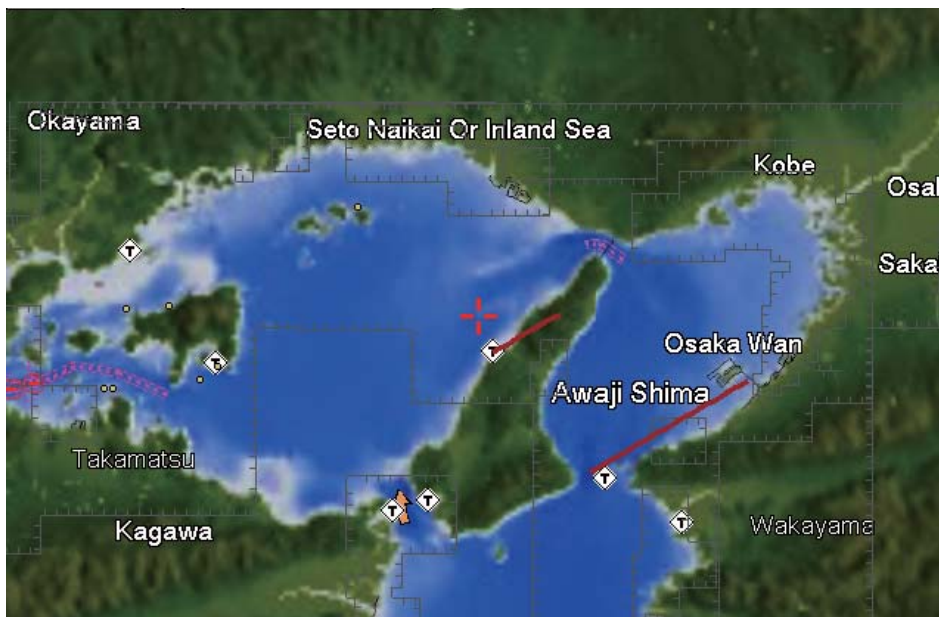 Okayama
Seto Naikai Or Inland Sea
Kobe
Osal
Saka
T
T
T
Osaka Wan
Awaji Shima
Takamatsu
T
T
T
T
Wakayama
Kagawa